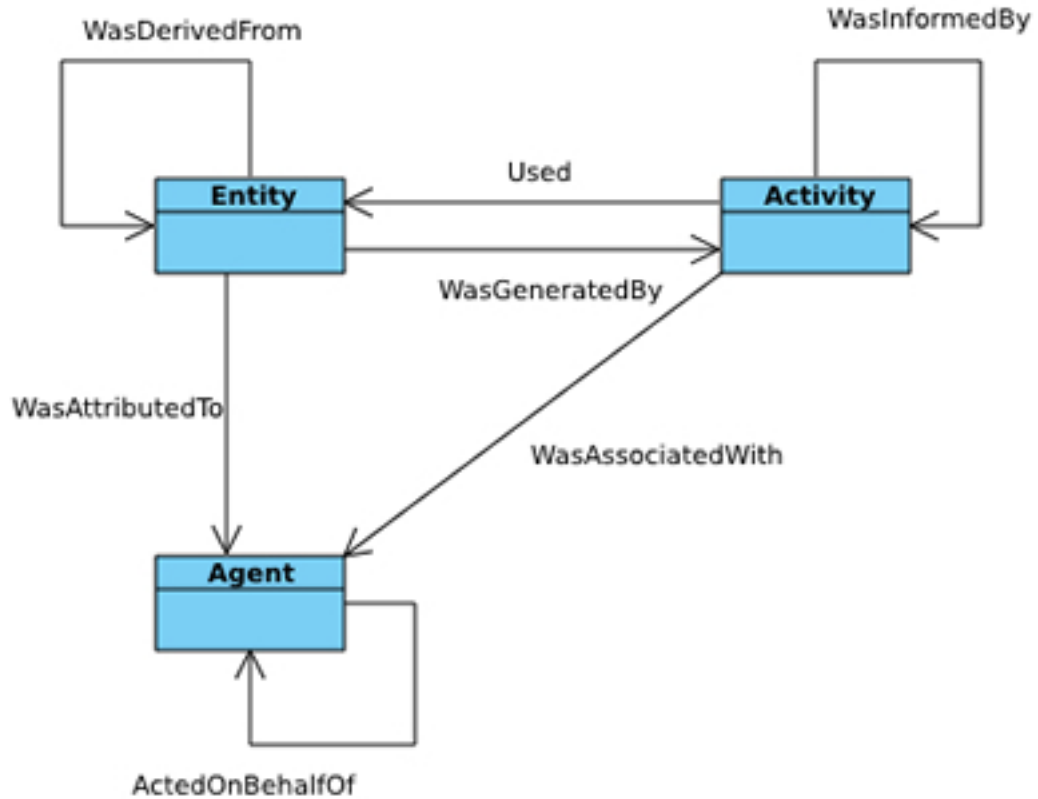 WasDerivedFrom
WasInformedBy
Used
Entity
Activity
WasGeneratedBy
WasAttributedTo
WasAssociatedWith
Agent
ActedOnBehalfOf